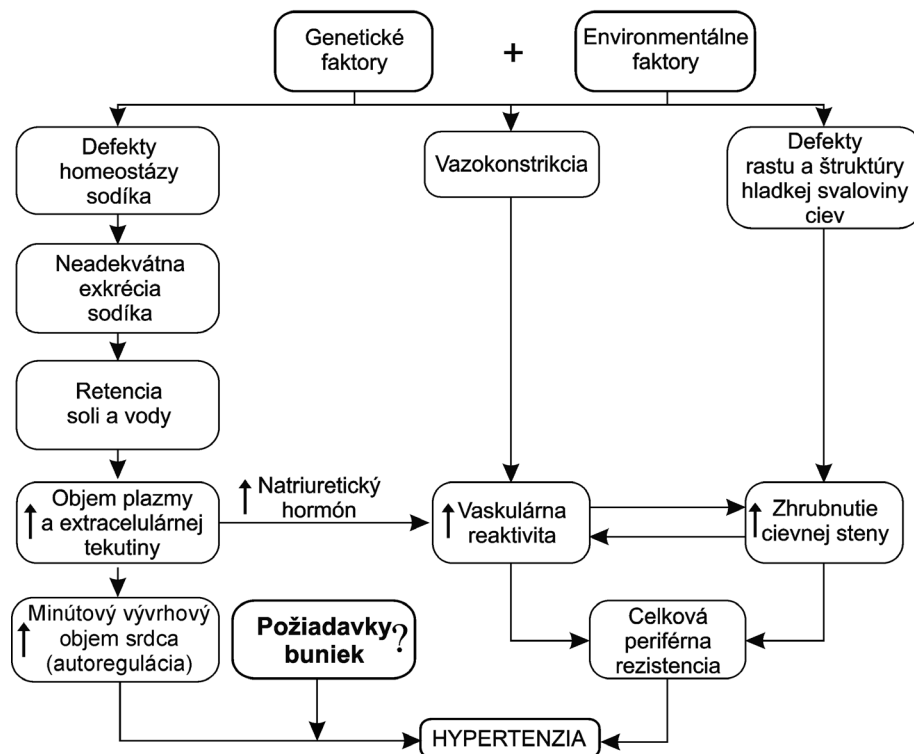 Genetické
faktory
+
Environmentálne
faktory
Defekty
homeostázy
sodíka
Vazokonstrikcia
Defekty
rastu a štruktúry
hladkej svaloviny
ciev
Neadekvátna
exkrécia
sodíka
Retencia
soli a vody
Objem plazmy
a extracelulárnej
tekutiny
Natriuretický
hormón
Vaskulárna
reaktivita
Zhrubnutie
cievnej steny
Minútový vývrhový
objem srdca
(autoregulácia)
Požiadavky
buniek ?
Celková
periférna
rezistencia
HYPERTENZIA